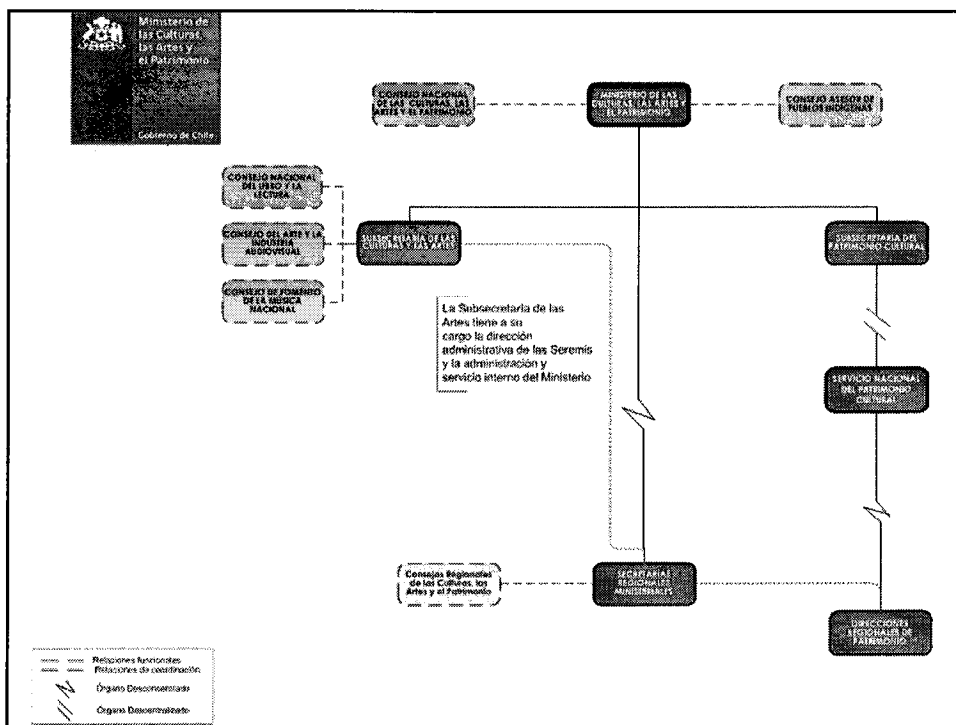 Ministerio de
las Culturas,
las Artes y
el Patrimonio
Gobierno de Chile
CONSEJO NACIONAL
DE LAS CULTURAS, LAS
ARTES Y EL PATRIMONIO
MINISTERIO DE LAS
CULTURAS, LAS ARTES Y
EL PATRIMONIO
CONSEJO ASESOR DE
PUEBLOS INDÍGENAS
CONSEJO NACIONAL
DEL LIBRO Y LA
LECTURA
CONSEJO DEL ARTE Y LA
INDUSTRIA
AUDIOVISUAL
CONSEJO DE FOMENTO
DE LA MÚSICA
NACIONAL
SUBSECRETARÍA DE LAS
CULTURAS Y LAS ARTES
SUBSECRETARÍA DEL
PATRIMONIO CULTURAL
La Subsecretaría de las
Artes tiene a su
cargo la dirección
administrativa de las Seremis
y la administración y
servicio interno del Ministerio
SERVICIO NACIONAL
DEL PATRIMONIO
CULTURAL
Consejos Regionales
de las Culturas, las
Artes y el Patrimonio
SECRETARÍAS
REGIONALES
MINISTERIALES
DIRECCIONES
REGIONALES DE
PATRIMONIO
Relaciones funcionales
Relaciones de coordinación
Órgano Desconcentrado
Órgano Descentralizado